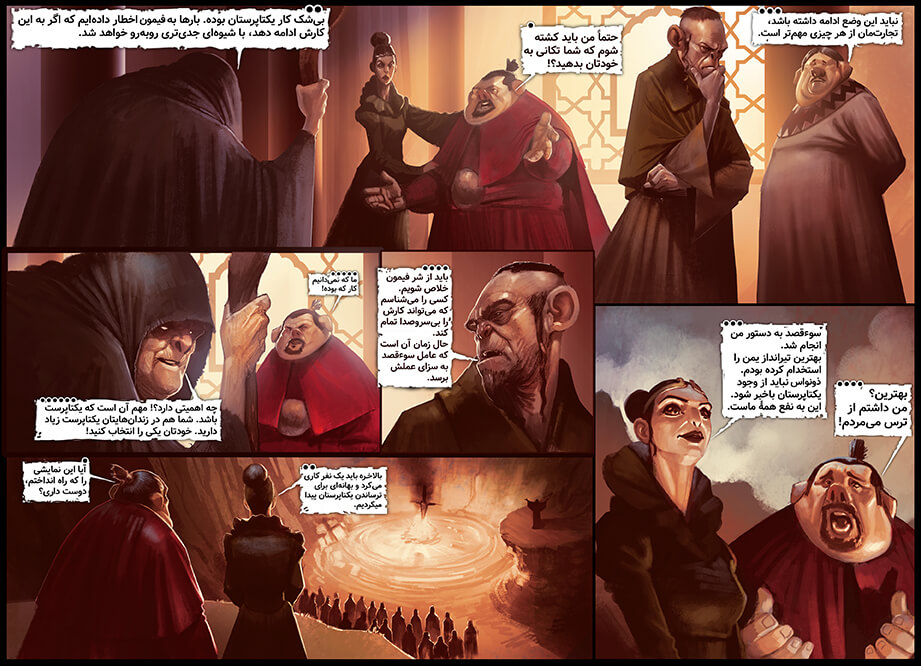 نباید این وضع ادامه داشته باشد،
تجارت‌مان از هر چیزی مهم‌تر است.
حتماً من باید کشته
شوم که شما تکانی به
خودتان بدهید؟!
بی‌شک کار یکتاپرستان بوده. بارها به فیمون اخطار داده‌ایم که اگر به این
کارش ادامه دهد، با شیوه‌ای جدی‌تری روبه‌رو خواهد شد.
باید از شر فیمون
خلاص شویم.
کسی را می‌شناسم
که می‌تواند کارش
را بی‌سروصدا تمام
کند.
حال زمان آن است
که عامل سوءقصد
به سزای عملش
برسد.
ما که نمی‌دانیم
کار که بوده!
چه اهمیتی دارد؟! مهم آن است که یکتاپرست
باشد. شما هم در زندان‌هایتان یکتاپرست زیاد
دارید. خودتان یکی را انتخاب کنید!
سوءقصد به دستور من
انجام شد.
بهترین تیرانداز یمن را
استخدام کرده بودم.
ذونواس نباید از وجود
یکتاپرستان باخبر شود.
این به نفع همهٔ ماست.
بهترین؟
من داشتم از
ترس می‌مردم!
بالاخره باید یک نفر کاری
می‌کرد و بهانه‌ای برای
ترساندن یکتاپرستان پیدا
میکردیم.
آیا این نمایشی
را که راه انداختم،
دوست داری؟